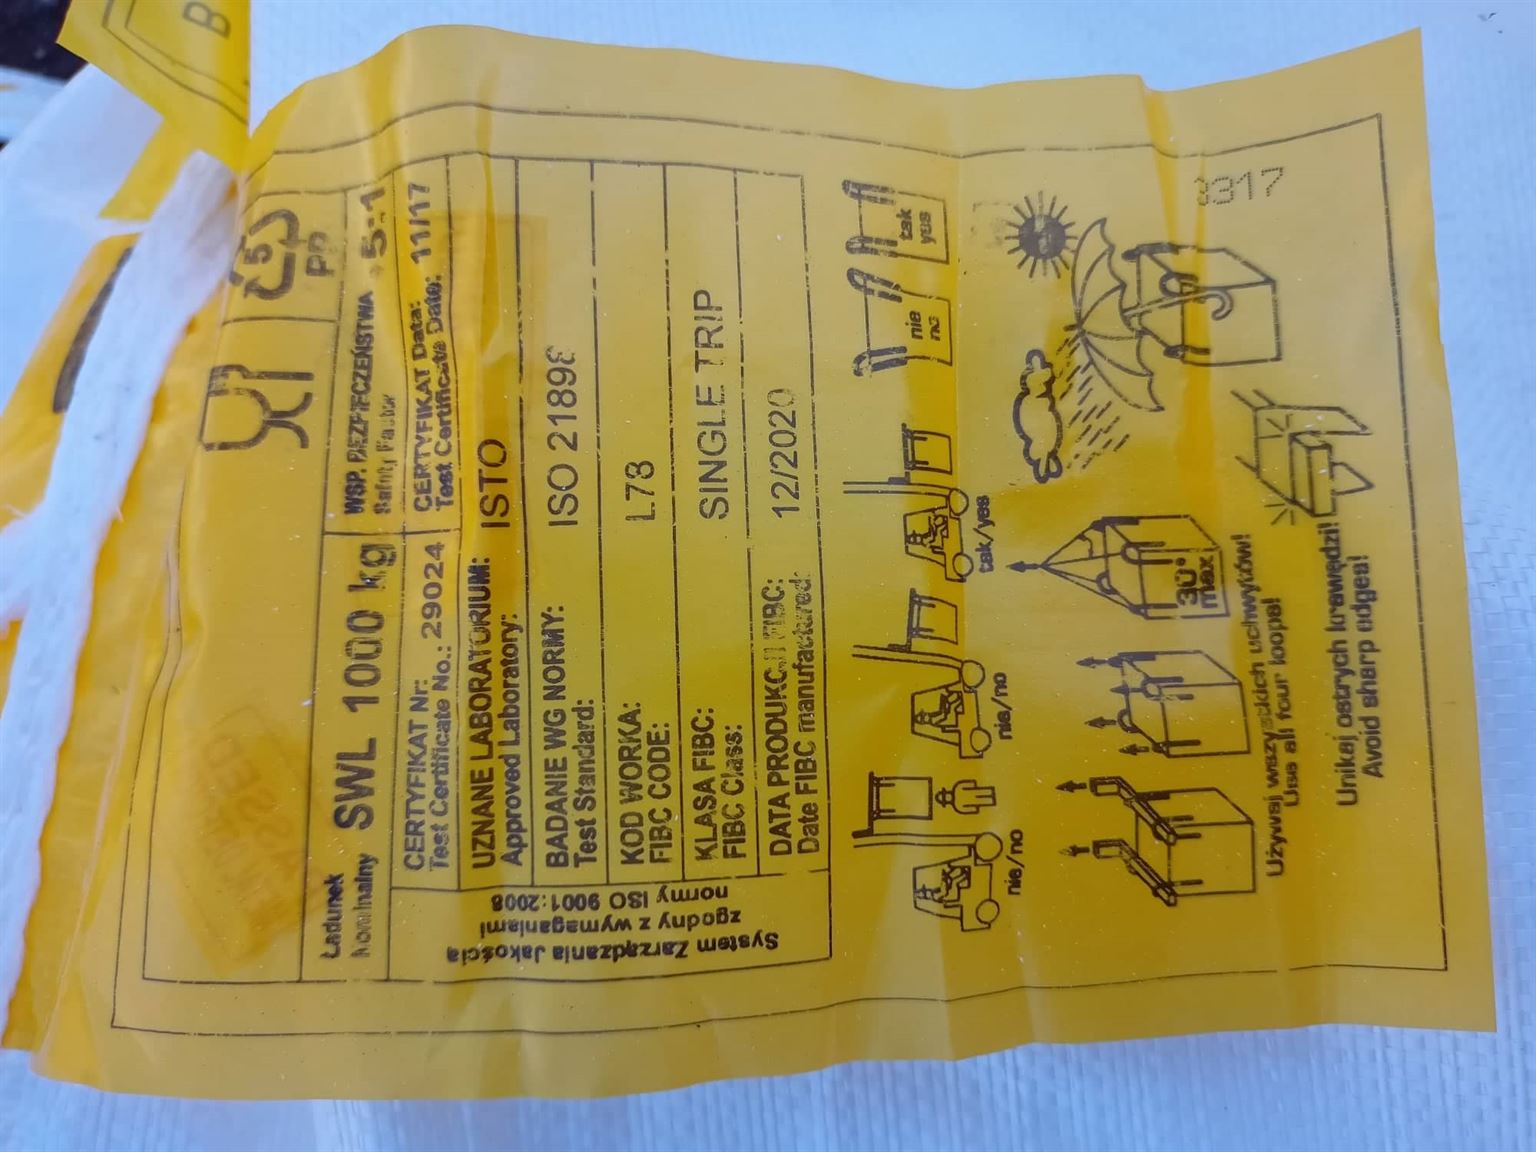 B
5
PP
Ładunek
Nominalny
SWL 1000 kg
WSP. BEZPIECZEŃSTWA
Safety Factor
5:1
CERTYFIKAT Nr:
Test Certificate No.: 29024
CERTYFIKAT Data:
Test Certificate Date: 11/17
UZNANE LABORATORIUM:
Approved Laboratory:
ISTO
BADANIE WG NORMY:
Test Standard:
ISO 21898
KOD WORKA:
FIBC CODE:
L78
KLASA FIBC:
FIBC Class:
SINGLE TRIP
DATA PRODUKCJI FIBC:
Date FIBC manufactured:
12/2020
System Zarządzania Jakością
zgodny z wymaganiami
normy ISO 9001:2008
nie/no
nie/no
tak/yes
nie
no
tak
yes
30°
max
Używaj wszystkich uchwytów!
Use all four loops!
Unikaj ostrych krawędzi!
Avoid sharp edges!
3317